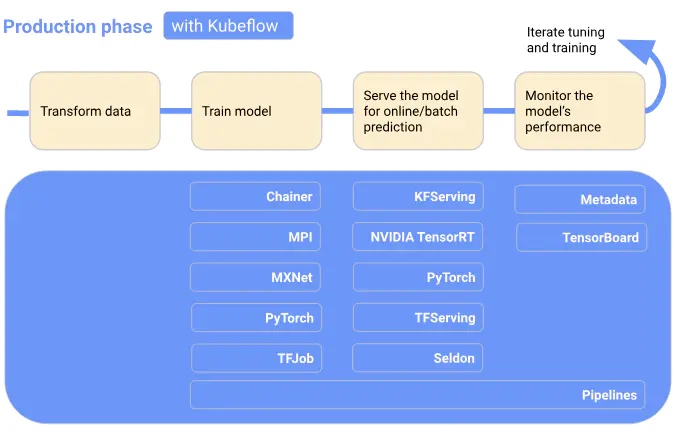 Production phase with Kubeflow
Iterate tuning
and training
Transform data
Train model
Serve the model
for online/batch
prediction
Monitor the
model's
performance
Chainer
MPI
MXNet
PyTorch
TFJob
KFServing
NVIDIA TensorRT
PyTorch
TFServing
Seldon
Metadata
TensorBoard
Pipelines